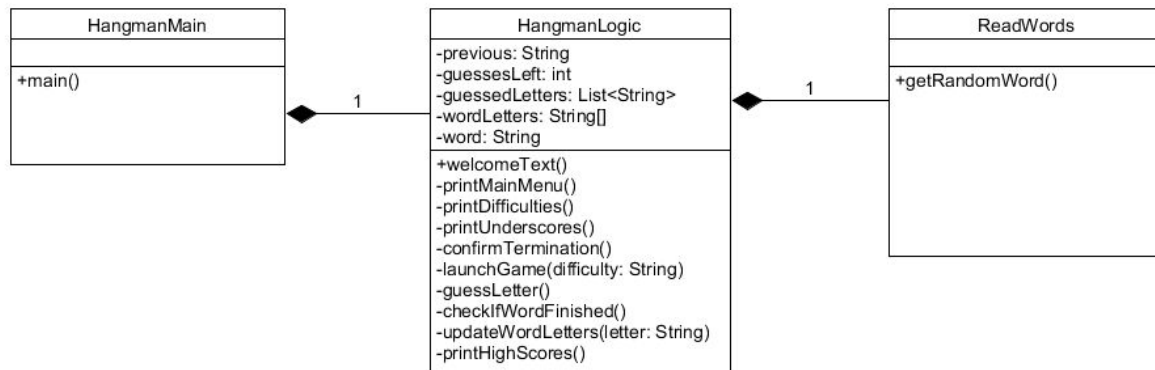 HangmanMain
+main()
1
HangmanLogic
-previous: String
-guessesLeft: int
-guessedLetters: List<String>
-wordLetters: String[]
-word: String
+welcomeText()
-printMainMenu()
-printDifficulties()
-printUnderscores()
-confirmTermination()
-launchGame(difficulty: String)
-guessLetter()
-checkIfWordFinished()
-updateWordLetters(letter: String)
-printHighScores()
1
ReadWords
+getRandomWord()